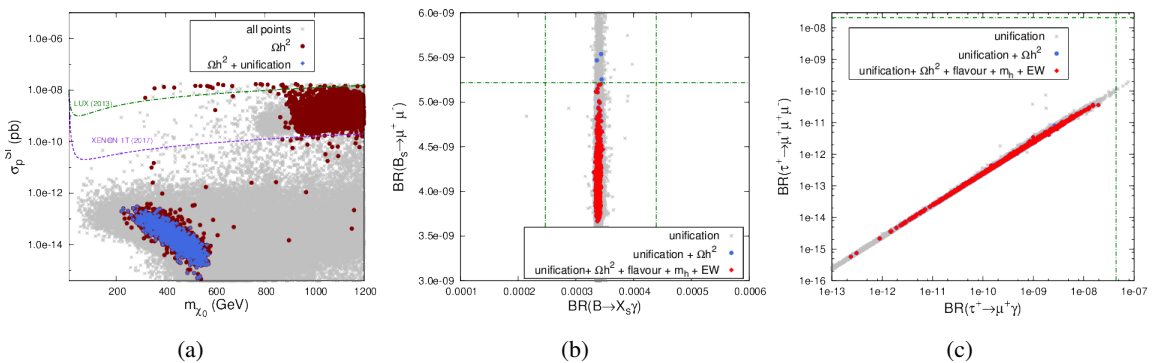 all points
Ωh²
Ωh² + unification
LUX (2013)
XENON 1T (2017)
1.0e-04
1.0e-06
1.0e-08
1.0e-10
1.0e-12
1.0e-14
σₚ^SI (pb)
200 400 600 800 1000 1200
m_χ₀ (GeV)
(a)
6.0e-09
5.5e-09
5.0e-09
4.5e-09
4.0e-09
3.5e-09
3.0e-09
BR(Bₛ→μ⁺ μ⁻)
unification
unification + Ωh²
unification+ Ωh² + flavour + mₕ + EW
0.0001 0.0002 0.0003 0.0004 0.0005 0.0006
BR(B→Xₛγ)
(b)
1e-08
1e-09
1e-10
1e-11
1e-12
1e-13
1e-14
1e-15
1e-16
BR(τ⁺→μ⁺μ⁺μ⁻)
unification
unification + Ωh²
unification+ Ωh² + flavour + mₕ + EW
1e-13 1e-12 1e-11 1e-10 1e-09 1e-08 1e-07
BR(τ⁺→μ⁺γ)
(c)